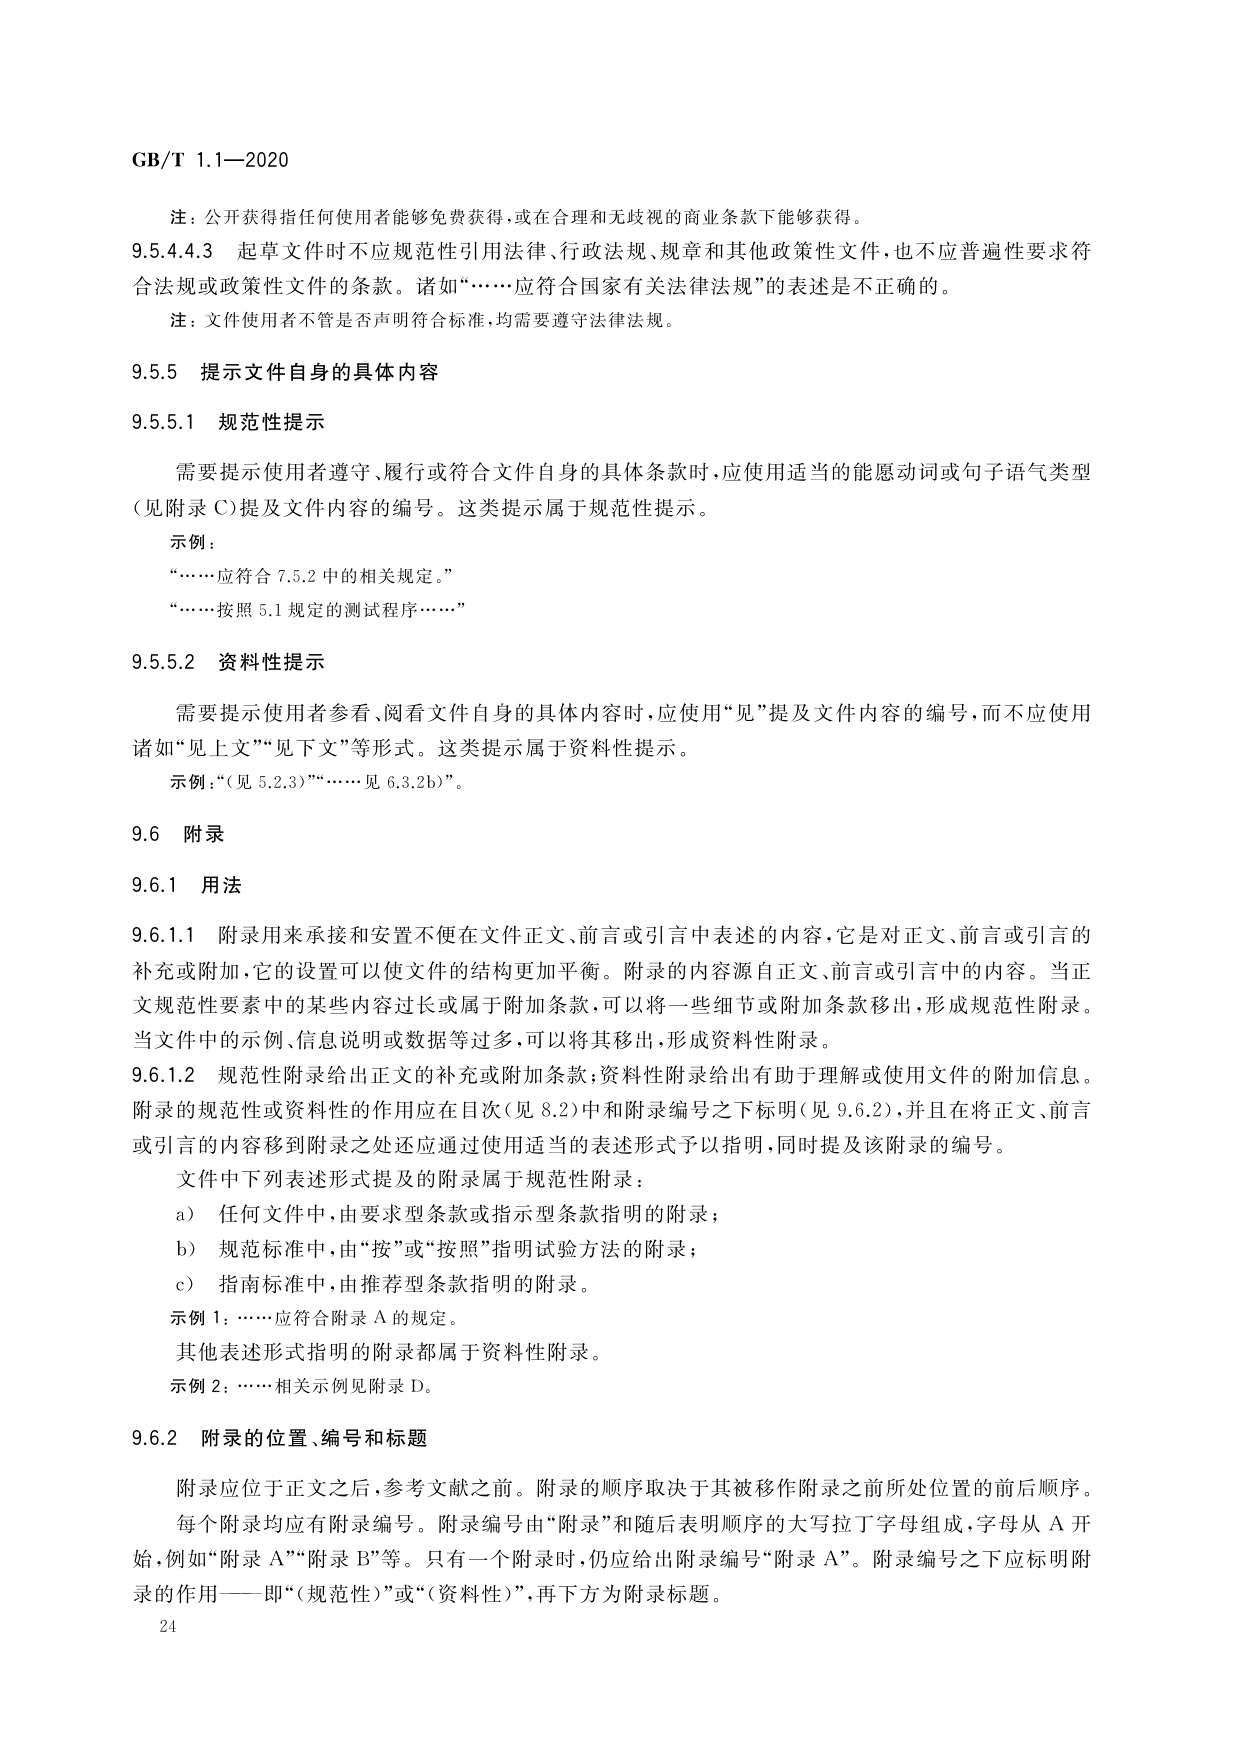 GB/T 1.1—2020
注：公开获得指任何使用者能够免费获得,或在合理和无歧视的商业条款下能够获得。
9.5.4.4.3 起草文件时不应规范性引用法律、行政法规、规章和其他政策性文件,也不应普遍性要求符
合法规或政策性文件的条款。诸如“……应符合国家有关法律法规”的表述是不正确的。
注：文件使用者不管是否声明符合标准,均需要遵守法律法规。
9.5.5 提示文件自身的具体内容
9.5.5.1 规范性提示
需要提示使用者遵守、履行或符合文件自身的具体条款时,应使用适当的能愿动词或句子语气类型
(见附录 C)提及文件内容的编号。这类提示属于规范性提示。
示例：
“……应符合 7.5.2 中的相关规定。”
“……按照 5.1 规定的测试程序……”
9.5.5.2 资料性提示
需要提示使用者参看、阅看文件自身的具体内容时,应使用“见”提及文件内容的编号,而不应使用
诸如“见上文”“见下文”等形式。这类提示属于资料性提示。
示例：“(见 5.2.3)”“……见 6.3.2b)”。
9.6 附录
9.6.1 用法
9.6.1.1 附录用来承接和安置不便在文件正文、前言或引言中表述的内容,它是对正文、前言或引言的
补充或附加,它的设置可以使文件的结构更加平衡。附录的内容源自正文、前言或引言中的内容。当正
文规范性要素中的某些内容过长或属于附加条款,可以将一些细节或附加条款移出,形成规范性附录。
当文件中的示例、信息说明或数据等过多,可以将其移出,形成资料性附录。
9.6.1.2 规范性附录给出正文的补充或附加条款;资料性附录给出有助于理解或使用文件的附加信息。
附录的规范性或资料性的作用应在目次(见 8.2)中和附录编号之下标明(见 9.6.2),并且在将正文、前言
或引言的内容移到附录之处还应通过使用适当的表述形式予以指明,同时提及该附录的编号。
文件中下列表述形式提及的附录属于规范性附录：
a) 任何文件中,由要求型条款或指示型条款指明的附录;
b) 规范标准中,由“按”或“按照”指明试验方法的附录;
c) 指南标准中,由推荐型条款指明的附录。
示例 1：……应符合附录 A 的规定。
其他表述形式指明的附录都属于资料性附录。
示例 2：……相关示例见附录 D。
9.6.2 附录的位置、编号和标题
附录应位于正文之后,参考文献之前。附录的顺序取决于其被移作附录之前所处位置的前后顺序。
每个附录均应有附录编号。附录编号由“附录”和随后表明顺序的大写拉丁字母组成,字母从 A 开
始,例如“附录 A”“附录 B”等。只有一个附录时,仍应给出附录编号“附录 A”。附录编号之下应标明附
录的作用——即“(规范性)”或“(资料性)”,再下方为附录标题。
24